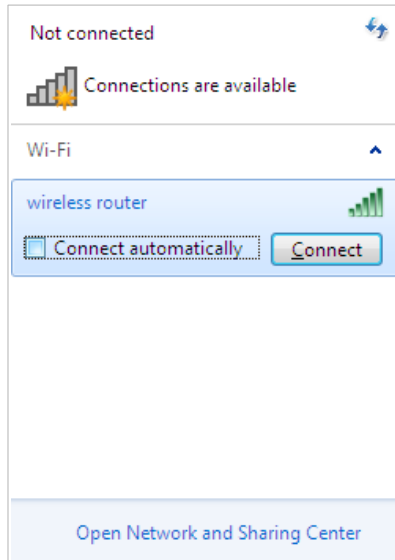 Not connected
Connections are available
Wi-Fi
wireless router
Connect automatically Connect
Open Network and Sharing Center